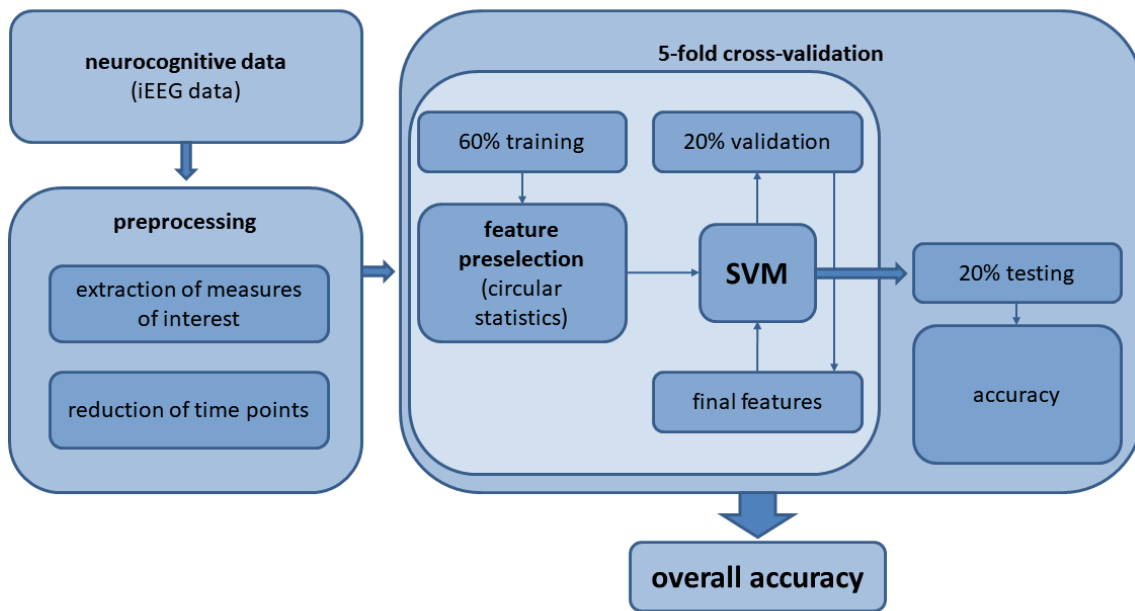 neurocognitive data
(iEEG data)
preprocessing
extraction of measures
of interest
reduction of time points
5-fold cross-validation
60% training
20% validation
feature
preselection
(circular
statistics)
SVM
final features
20% testing
accuracy
overall accuracy